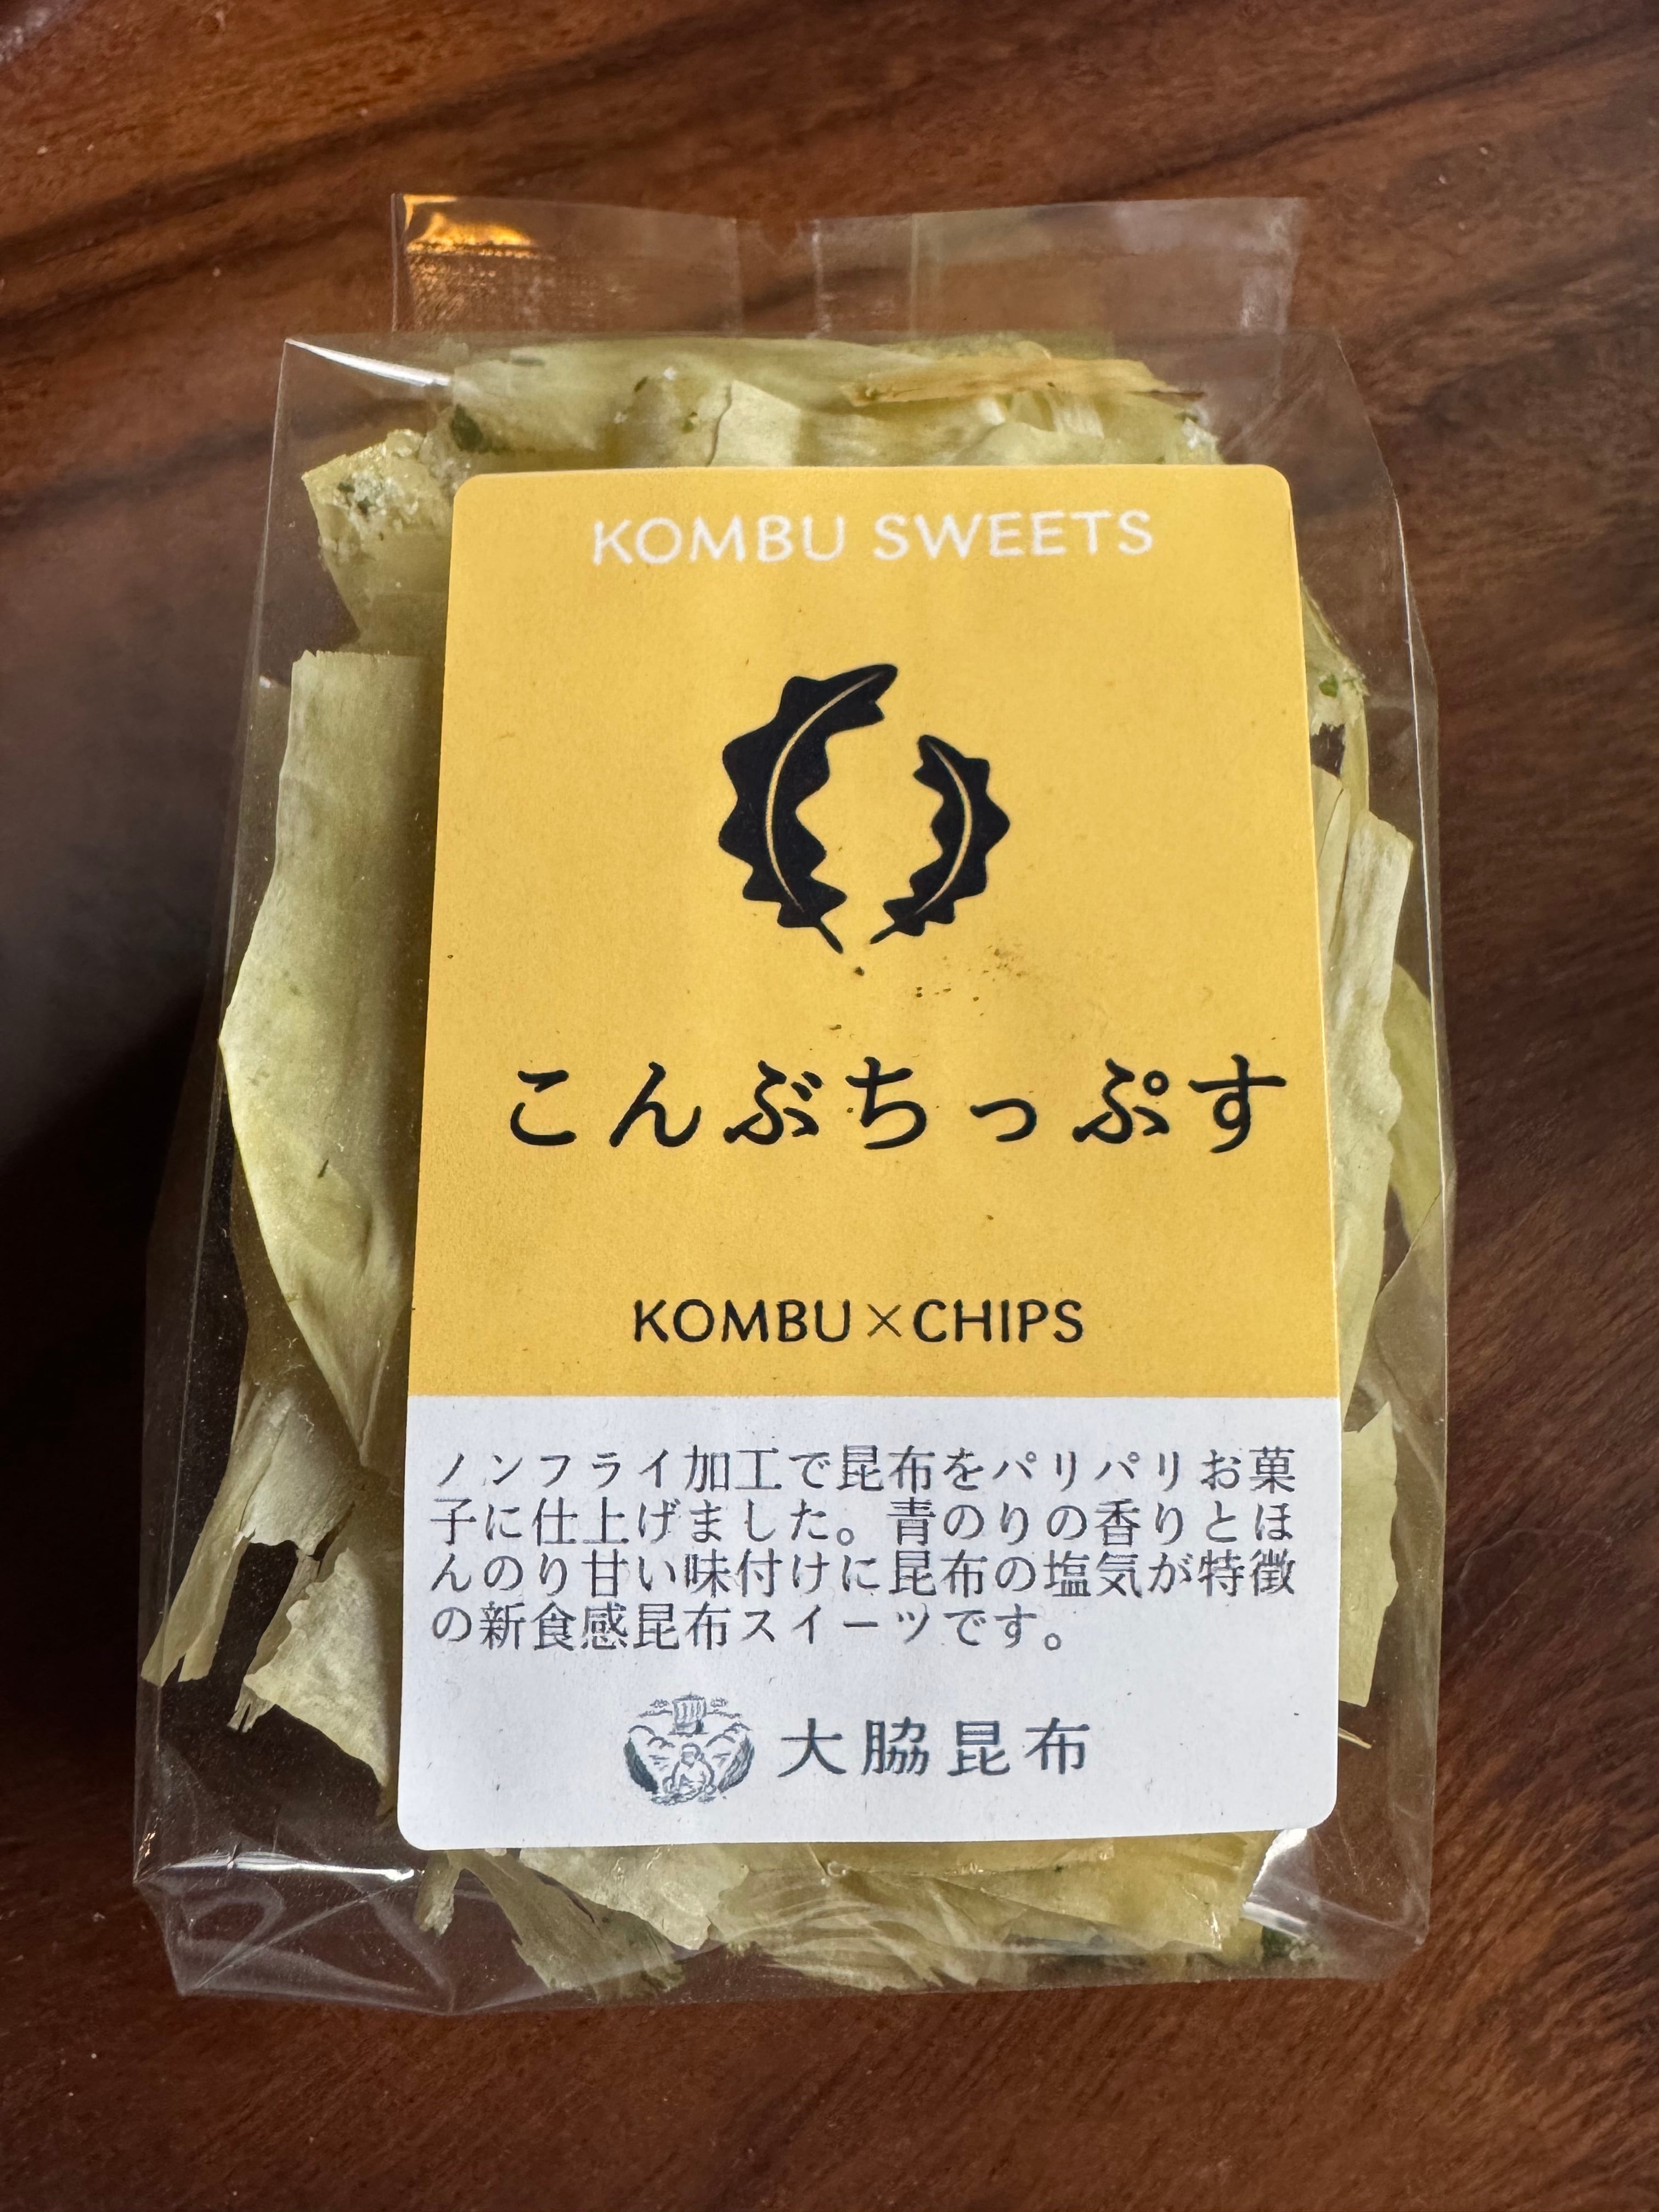 KOMBU SWEETS
こんぶちっぷす
KOMBU×CHIPS
ノンフライ加工で昆布をパリパリお菓
子に仕上げました。青のりの香りとほ
んのり甘い味付けに昆布の塩気が特徴
の新食感昆布スイーツです。
大脇昆布